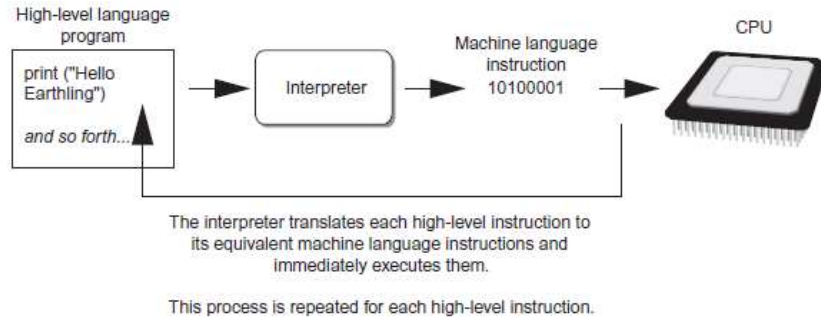 High-level language
program
print ("Hello
Earthling")
and so forth...
Interpreter
Machine language
instruction
10100001
CPU
The interpreter translates each high-level instruction to
its equivalent machine language instructions and
immediately executes them.
This process is repeated for each high-level instruction.